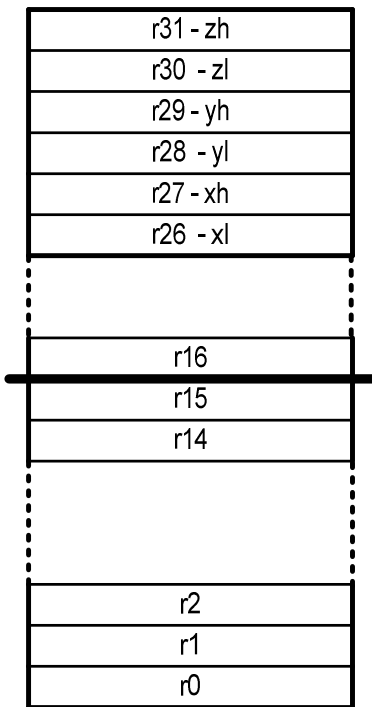 r31 - zh
r30 - zl
r29 - yh
r28 - yl
r27 - xh
r26 - xl
r16
r15
r14
r2
r1
r0